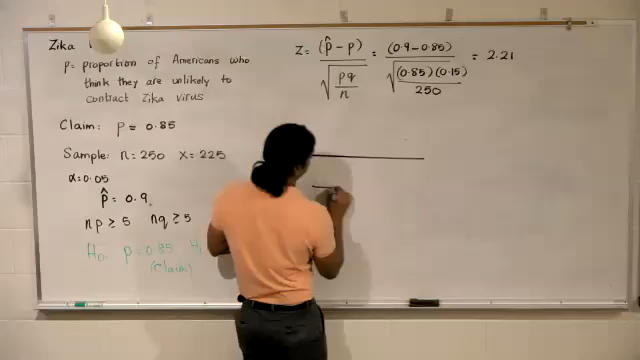 Zika
p = proportion of Americans who
think they are unlikely to
contract Zika virus
Claim: p = 0.85
Sample: n = 250 x = 225
α = 0.05
p̂ = 0.9
np ≥ 5 nq ≥ 5
H₀: p = 0.85 H₁
(Claim)
Z = (p̂ - p) / √(pq/n) = (0.9 - 0.85) / √((0.85)(0.15)/250) = 2.21